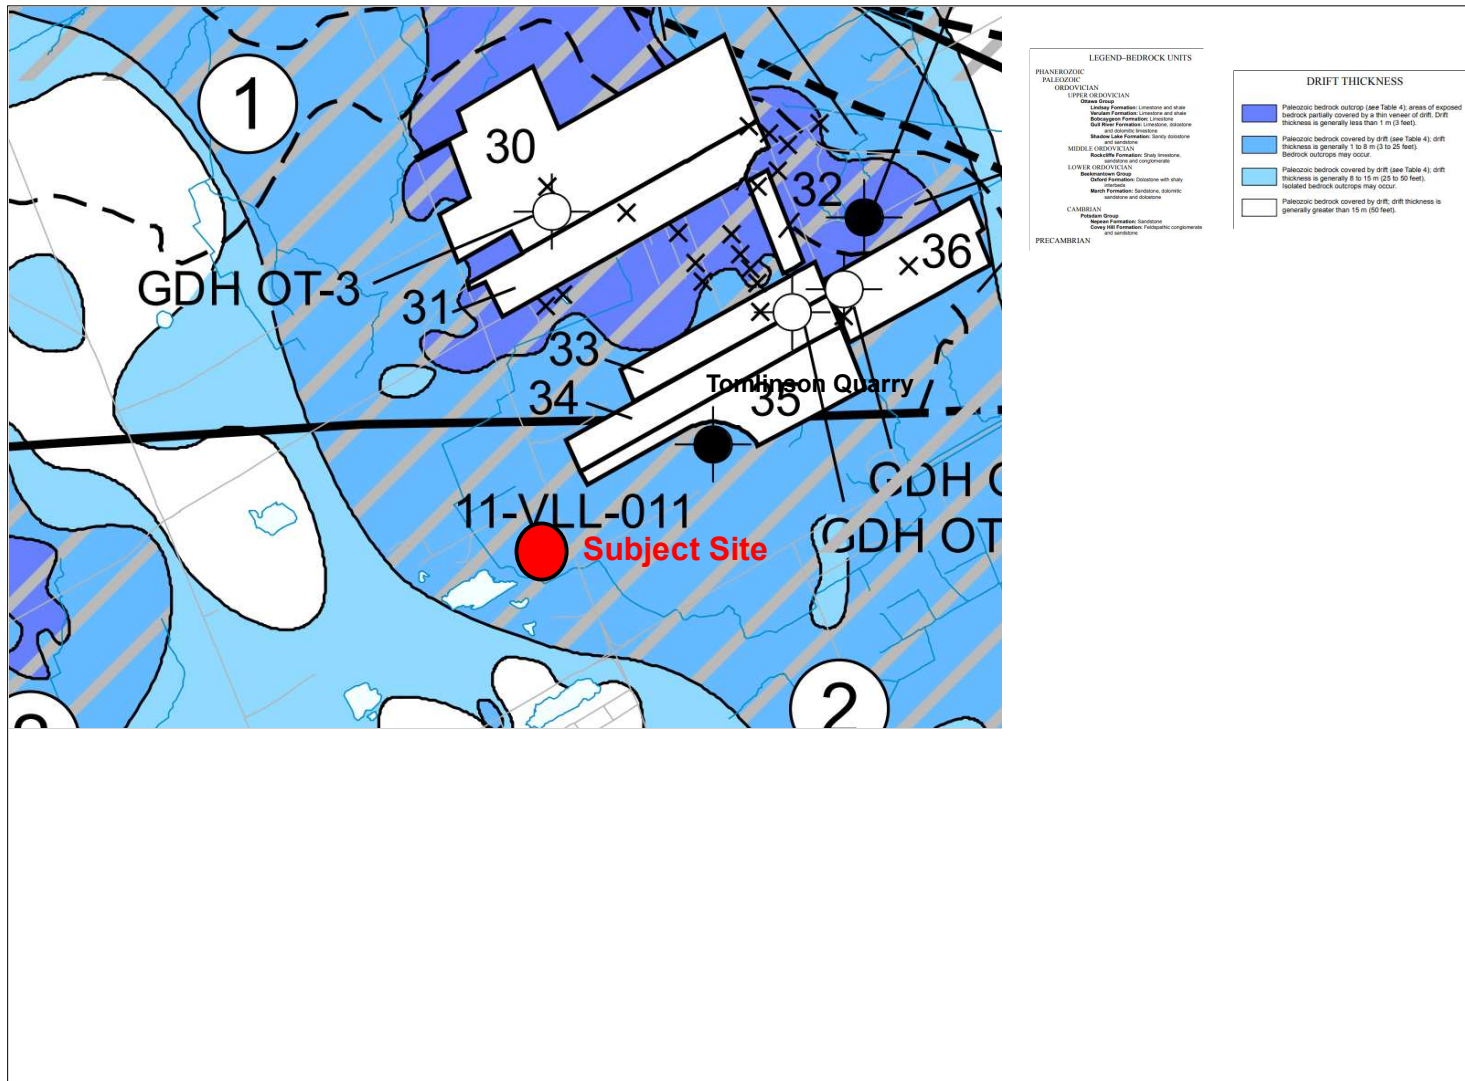 1
30
32
36
GDH OT-3
31
33
Tomlinson Quarry
34
35
GDH O
11-VLL-011
GDH OT
Subject Site
2
LEGEND–BEDROCK UNITS
PHANEROZOIC
PALEOZOIC
ORDOVICIAN
UPPER ORDOVICIAN
Ottawa Group
Lindsay Formation: Limestone and shale
Verulam Formation: Limestone and shale
Bobcaygeon Formation: Limestone
Gull River Formation: Limestone, dolostone
and dolomitic limestone
Shadow Lake Formation: Sandy dolostone
and sandstone
MIDDLE ORDOVICIAN
Rockcliffe Formation: Shaly limestone,
sandstone and conglomerate
LOWER ORDOVICIAN
Beekmantown Group
Oxford Formation: Dolostone with shaly
interbeds
March Formation: Sandstone, dolomitic
sandstone and dolostone
CAMBRIAN
Potsdam Group
Nepean Formation: Sandstone
Covey Hill Formation: Feldspathic conglomerate
and sandstone
PRECAMBRIAN
DRIFT THICKNESS
Paleozoic bedrock outcrop (see Table 4); areas of exposed
bedrock partially covered by a thin veneer of drift. Drift
thickness is generally less than 1 m (3 feet).
Paleozoic bedrock covered by drift (see Table 4); drift
thickness is generally 1 to 8 m (3 to 25 feet).
Bedrock outcrops may occur.
Paleozoic bedrock covered by drift (see Table 4); drift
thickness is generally 8 to 15 m (25 to 50 feet).
Isolated bedrock outcrops may occur.
Paleozoic bedrock covered by drift; drift thickness is
generally greater than 15 m (50 feet).